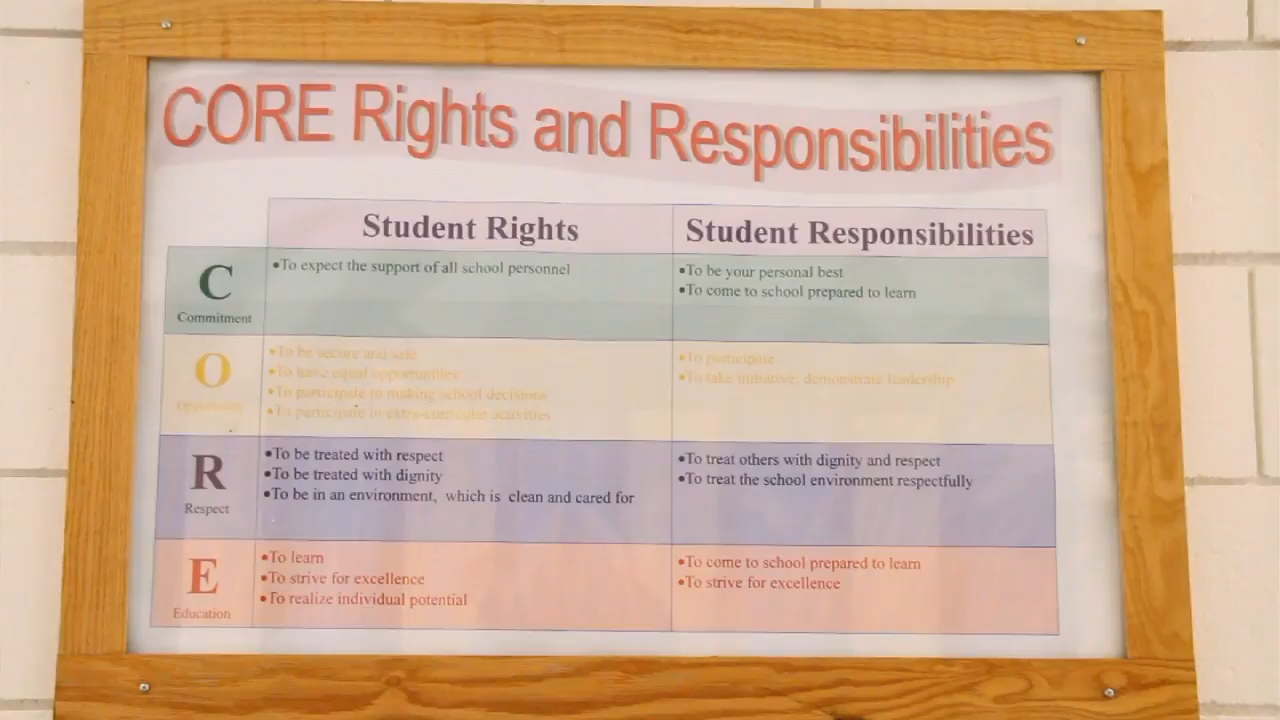 CORE Rights and Responsibilities
Student Rights
Student Responsibilities
C
Commitment
•To expect the support of all school personnel
•To be your personal best
•To come to school prepared to learn
O
Opportunity
•To be secure and safe
•To have equal opportunities
•To participate in making school decisions
•To participate in extra-curricular activities
•To participate
•To take initiative, demonstrate leadership
R
Respect
•To be treated with respect
•To be treated with dignity
•To be in an environment, which is clean and cared for
•To treat others with dignity and respect
•To treat the school environment respectfully
E
Education
•To learn
•To strive for excellence
•To realize individual potential
•To come to school prepared to learn
•To strive for excellence